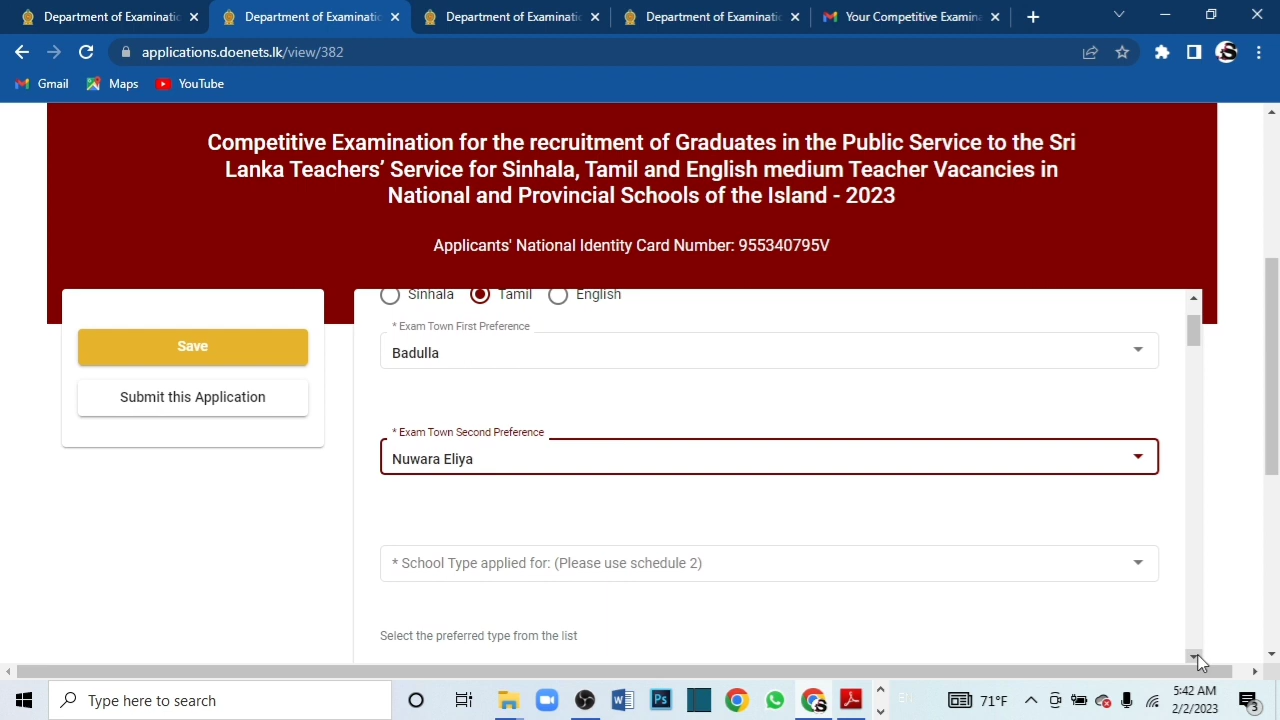 Department of Examinatic
Department of Examinatic
Department of Examinatic
Department of Examinatic
Your Competitive Examina
applications.doenets.lk/view/382
Gmail
Maps
YouTube
Competitive Examination for the recruitment of Graduates in the Public Service to the Sri
Lanka Teachers’ Service for Sinhala, Tamil and English medium Teacher Vacancies in
National and Provincial Schools of the Island - 2023
Applicants' National Identity Card Number: 955340795V
Save
Submit this Application
Sinhala
Tamil
English
* Exam Town First Preference
Badulla
* Exam Town Second Preference
Nuwara Eliya
* School Type applied for: (Please use schedule 2)
Select the preferred type from the list
Type here to search
71°F
5:42 AM
2/2/2023
3